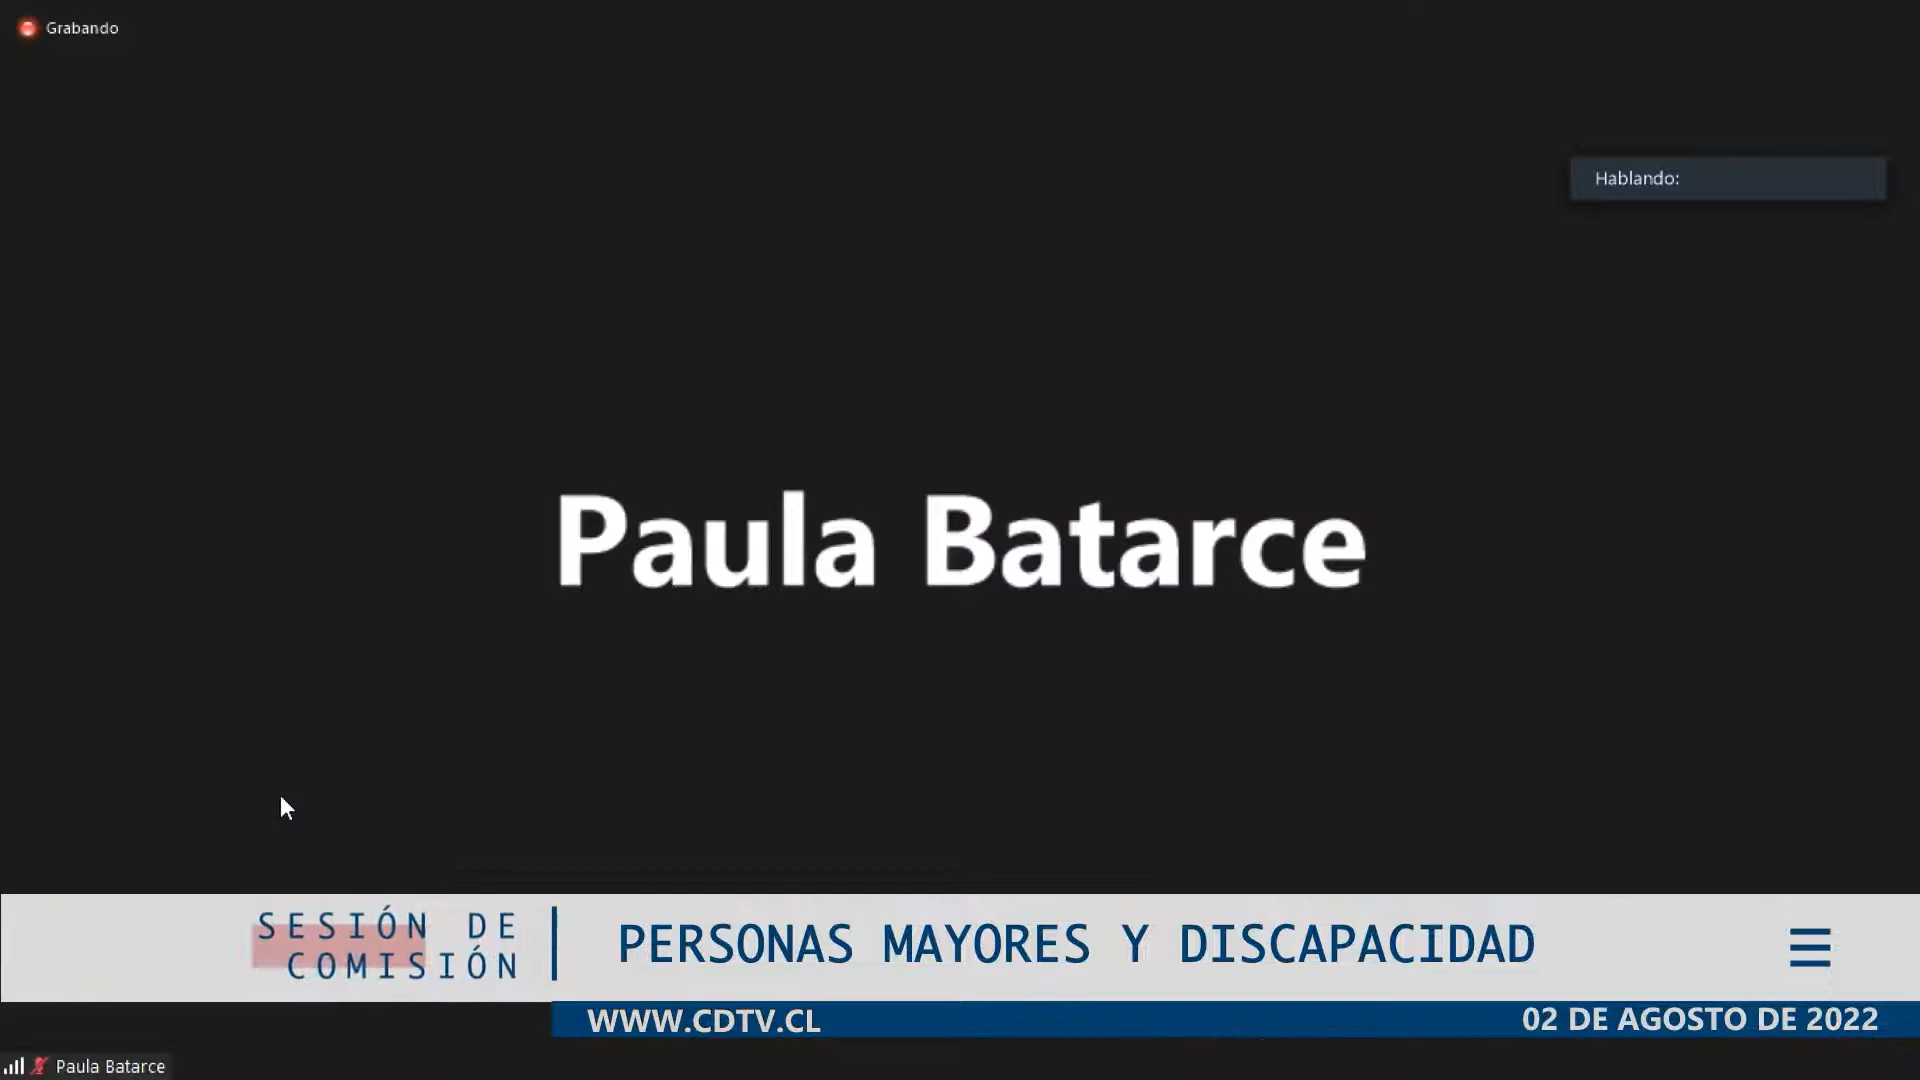 Grabando
Hablando:
Paula Batarce
SESIÓN DE
COMISIÓN
PERSONAS MAYORES Y DISCAPACIDAD
WWW.CDTV.CL
02 DE AGOSTO DE 2022
Paula Batarce